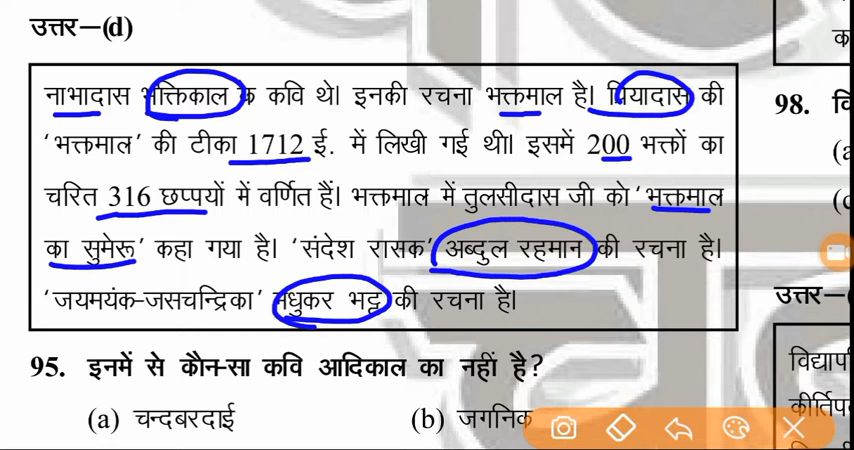 उत्तर–(d)
नाभादास भक्तिकाल के कवि थे। इनकी रचना भक्तमाल है। प्रियादास की
'भक्तमाल' की टीका 1712 ई. में लिखी गई थी। इसमें 200 भक्तों का
चरित 316 छप्पयों में वर्णित हैं। भक्तमाल में तुलसीदास जी को 'भक्तमाल
का सुमेरू' कहा गया है। 'संदेश रासक' अब्दुल रहमान की रचना है।
'जयमयंक-जसचन्द्रिका' मधुकर भट्ट की रचना है।
95. इनमें से कौन-सा कवि आदिकाल का नहीं है?
(a) चन्दबरदाई (b) जगनिक
98.
उत्तर–